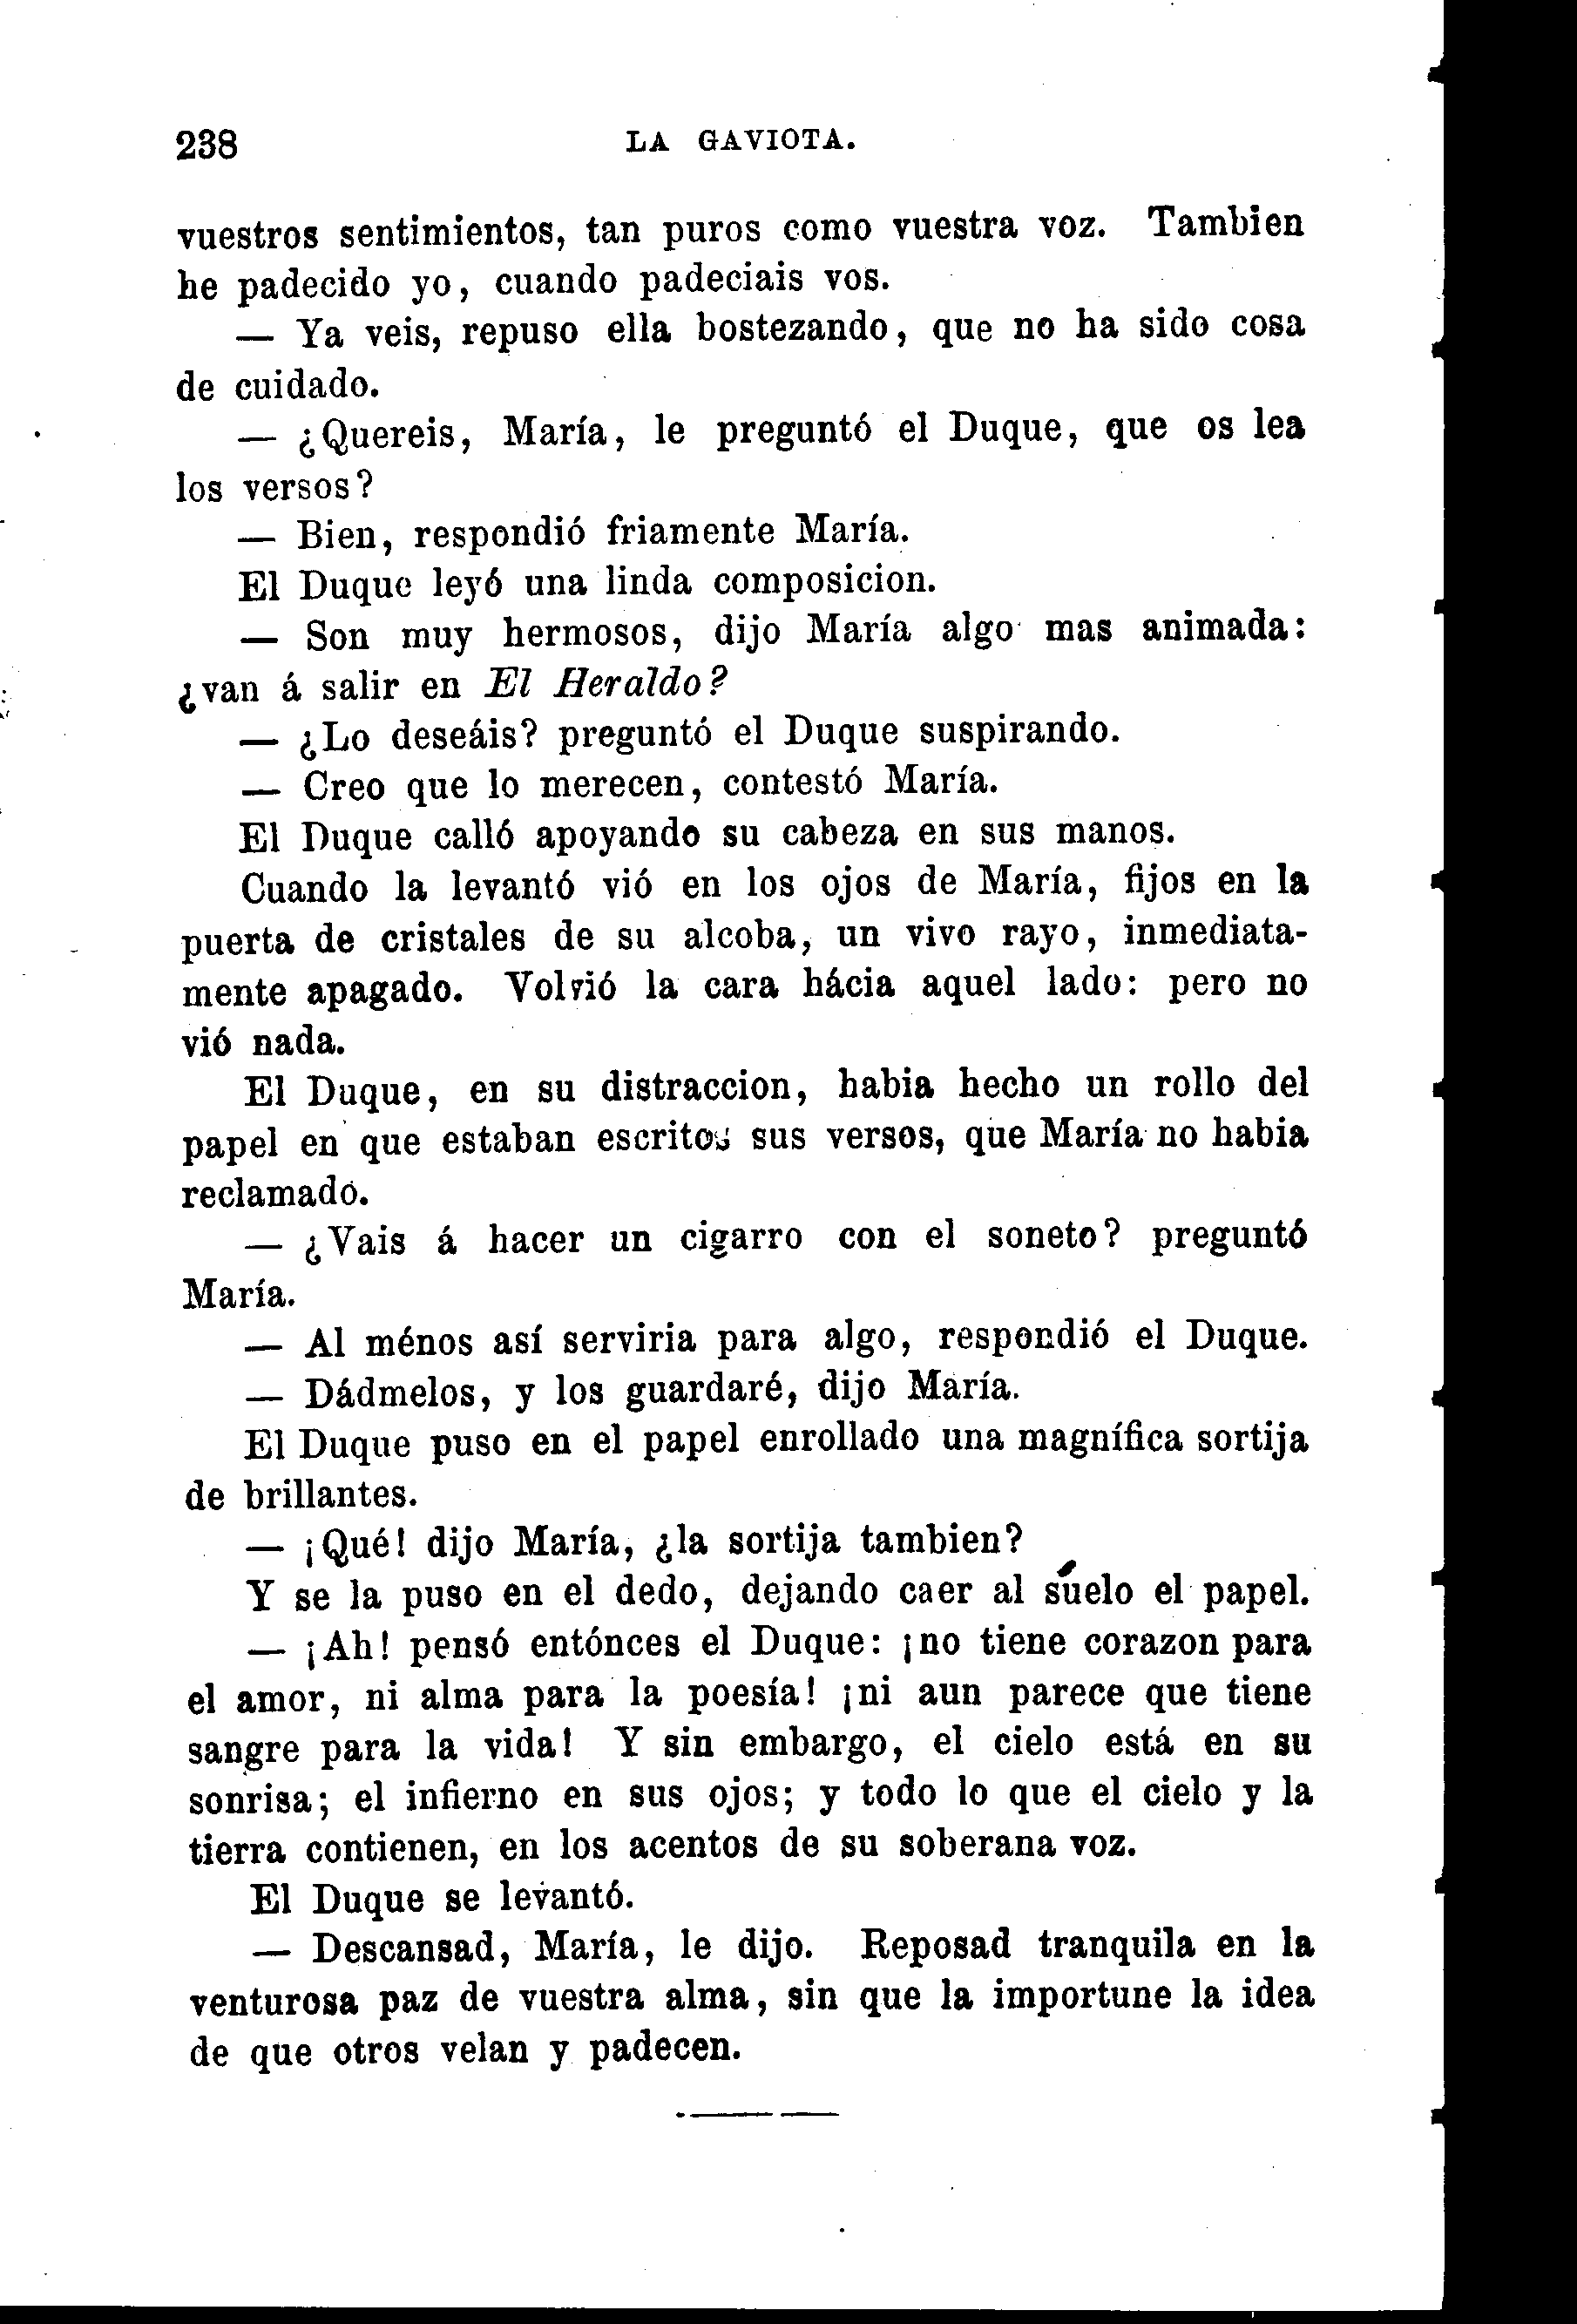 238
LA GAVIOTA.
vuestros sentimientos, tan puros como vuestra voz. Tambien
he padecido yo, cuando padeciais vos.
— Ya veis, repuso ella bostezando, que no ha sido cosa
de cuidado.
— ¿Quereis, María, le preguntó el Duque, que os lea
los versos?
— Bien, respondió friamente María.
El Duque leyó una linda composicion.
— Son muy hermosos, dijo María algo mas animada:
¿van á salir en El Heraldo?
— ¿Lo deseáis? preguntó el Duque suspirando.
— Creo que lo merecen, contestó María.
El Duque calló apoyando su cabeza en sus manos.
Cuando la levantó vió en los ojos de María, fijos en la
puerta de cristales de su alcoba, un vivo rayo, inmediata-
mente apagado. Volvió la cara hácia aquel lado: pero no
vió nada.
El Duque, en su distraccion, habia hecho un rollo del
papel en que estaban escritos sus versos, que María no habia
reclamado.
— ¿Vais á hacer un cigarro con el soneto? preguntó
María.
— Al ménos así serviria para algo, respondió el Duque.
— Dádmelos, y los guardaré, dijo María.
El Duque puso en el papel enrollado una magnífica sortija
de brillantes.
— ¡Qué! dijo María, ¿la sortija tambien?
Y se la puso en el dedo, dejando caer al suelo el papel.
— ¡Ah! pensó entónces el Duque: ¡no tiene corazon para
el amor, ni alma para la poesía! ¡ni aun parece que tiene
sangre para la vida! Y sin embargo, el cielo está en su
sonrisa; el infierno en sus ojos; y todo lo que el cielo y la
tierra contienen, en los acentos de su soberana voz.
El Duque se levantó.
— Descansad, María, le dijo. Reposad tranquila en la
venturosa paz de vuestra alma, sin que la importune la idea
de que otros velan y padecen.